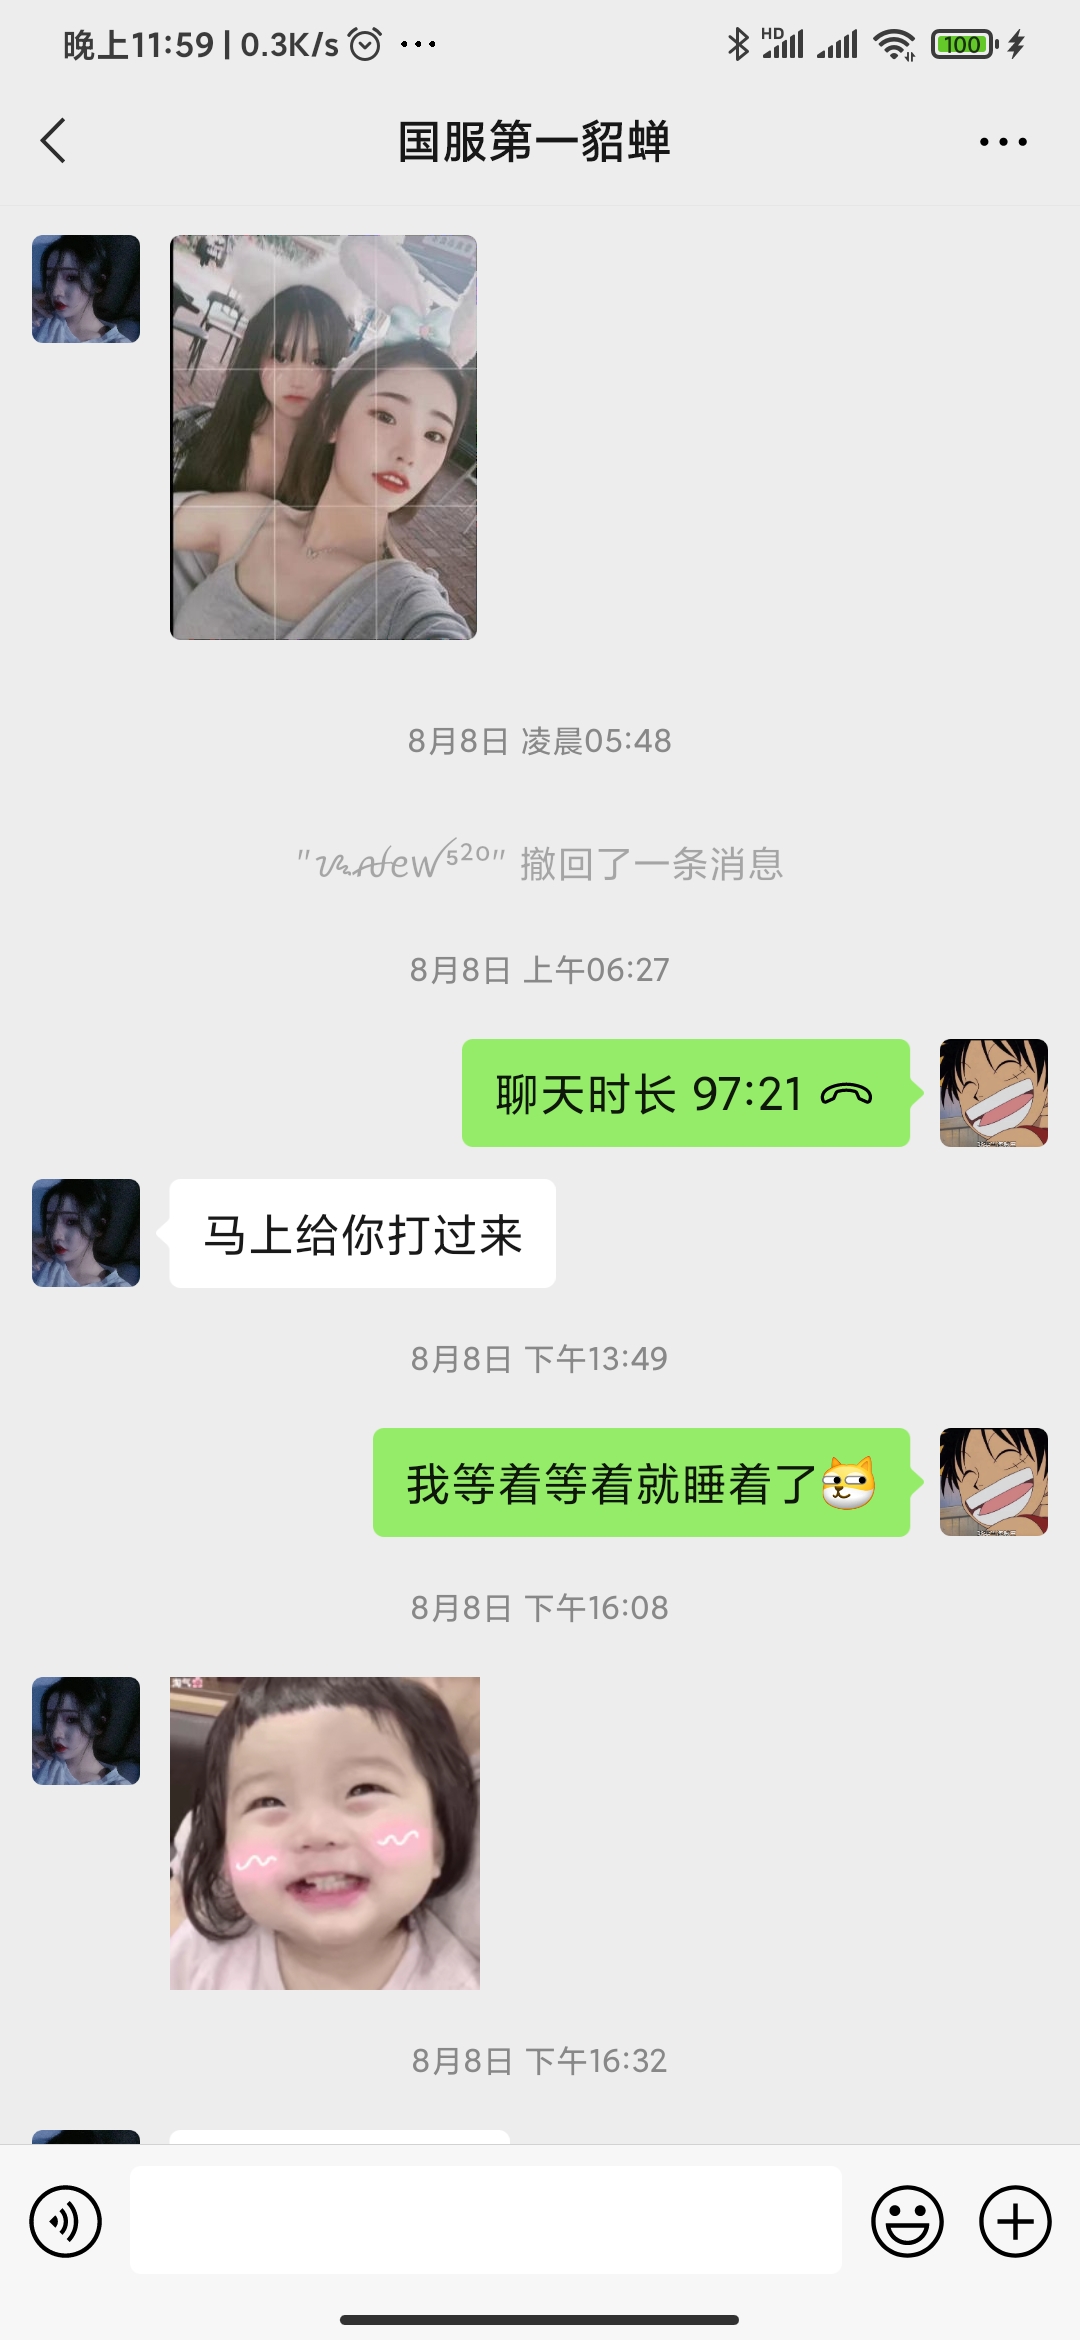 晚上11:59 | 0.3K/s
HD
100
国服第一貂蝉
8月8日 凌晨05:48
撤回了一条消息
8月8日 上午06:27
聊天时长 97:21
马上给你打过来
8月8日 下午13:49
我等着等着就睡着了
8月8日 下午16:08
淘气
8月8日 下午16:32